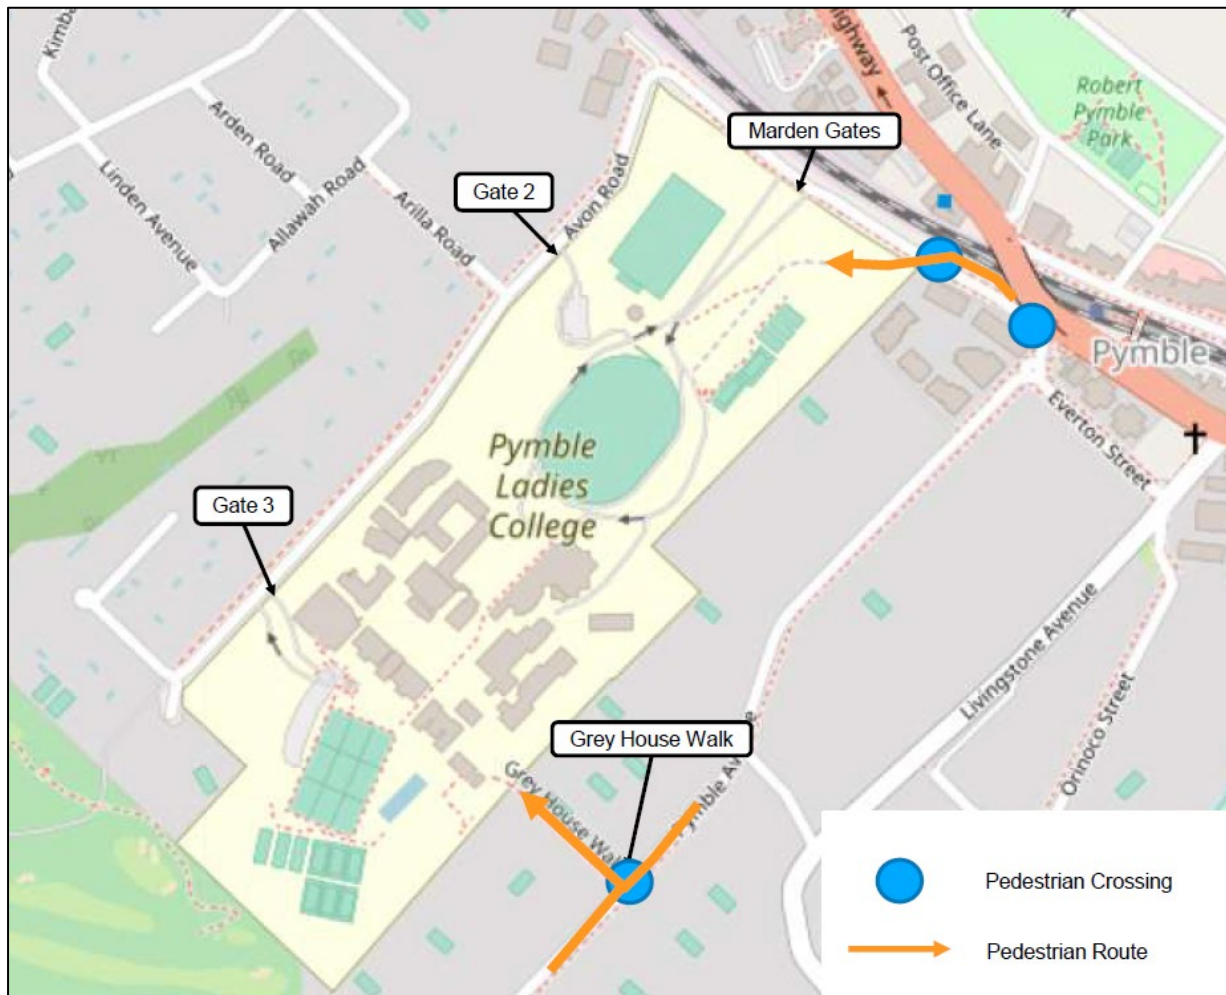 Highway
Post Office Lane
Robert
Pymble
Park
Marden Gates
Arden Road
Linden Avenue
Allawah Road
Arilla Road
Gate 2
Avon Road
Pymble
Everton Street
Pymble
Ladies
College
Gate 3
Livingstone Avenue
Orinoco Street
Grey House Walk
Grey House Walk
Pymble Avenue
Pedestrian Crossing
Pedestrian Route